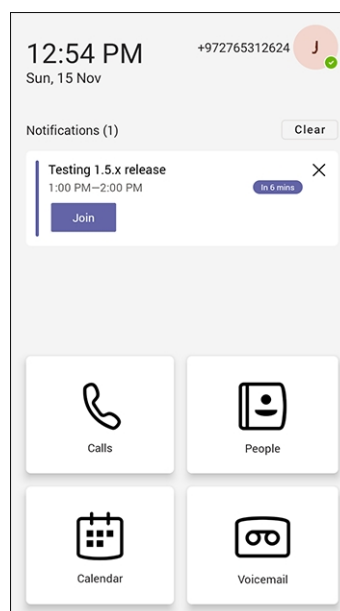 12:54 PM
+972765312624
J
Sun, 15 Nov
Notifications (1)
Clear
Testing 1.5.x release
1:00 PM–2:00 PM
In 6 mins
Join
Calls
People
Calendar
Voicemail